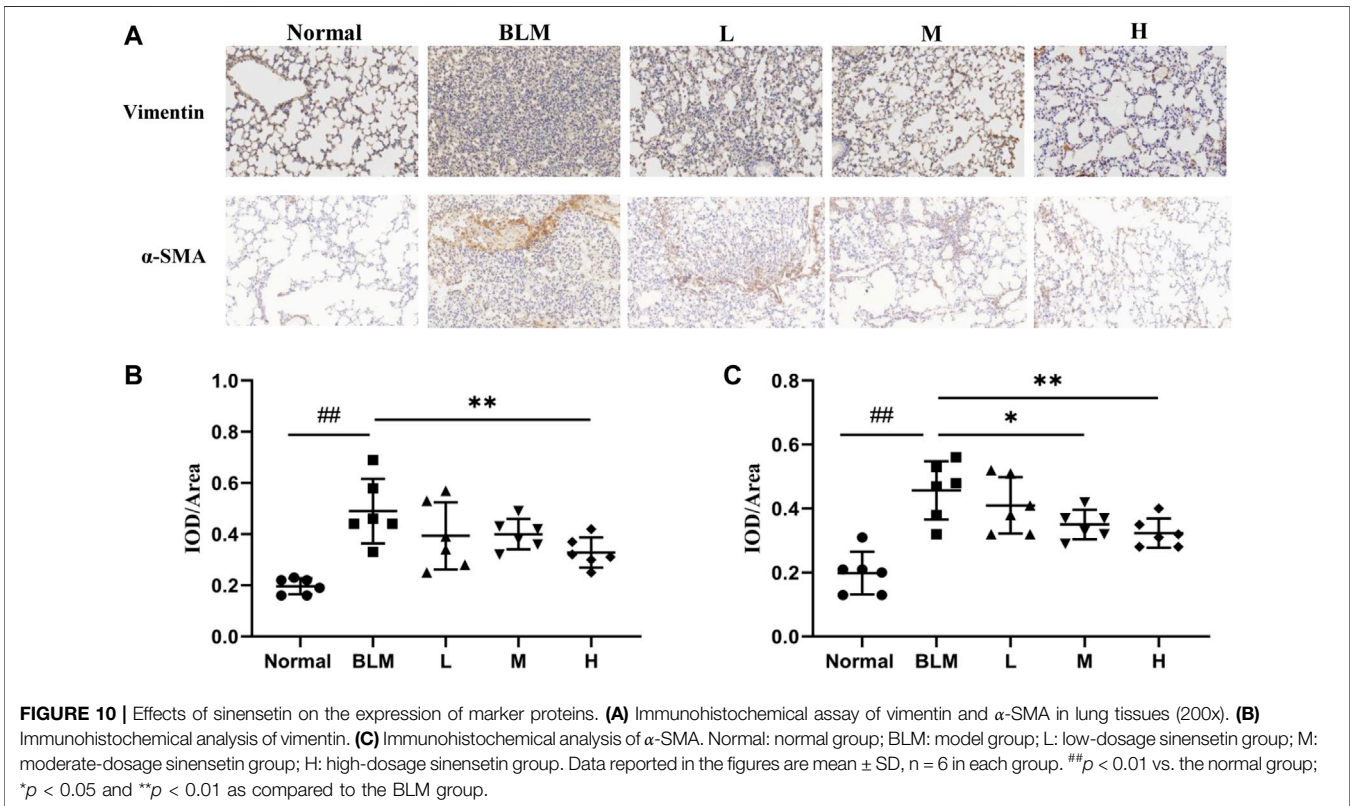 A
Normal BLM L M H
Vimentin
α-SMA
B
IOD/Area
1.0
0.8
0.6
0.4
0.2
0.0
##
**
Normal BLM L M H
C
IOD/Area
0.8
0.6
0.4
0.2
0.0
##
**
*
Normal BLM L M H
FIGURE 10 | Effects of sinensetin on the expression of marker proteins. (A) Immunohistochemical assay of vimentin and α-SMA in lung tissues (200x). (B)
Immunohistochemical analysis of vimentin. (C) Immunohistochemical analysis of α-SMA. Normal: normal group; BLM: model group; L: low-dosage sinensetin group; M:
moderate-dosage sinensetin group; H: high-dosage sinensetin group. Data reported in the figures are mean ± SD, n = 6 in each group. ##p < 0.01 vs. the normal group;
*p < 0.05 and **p < 0.01 as compared to the BLM group.